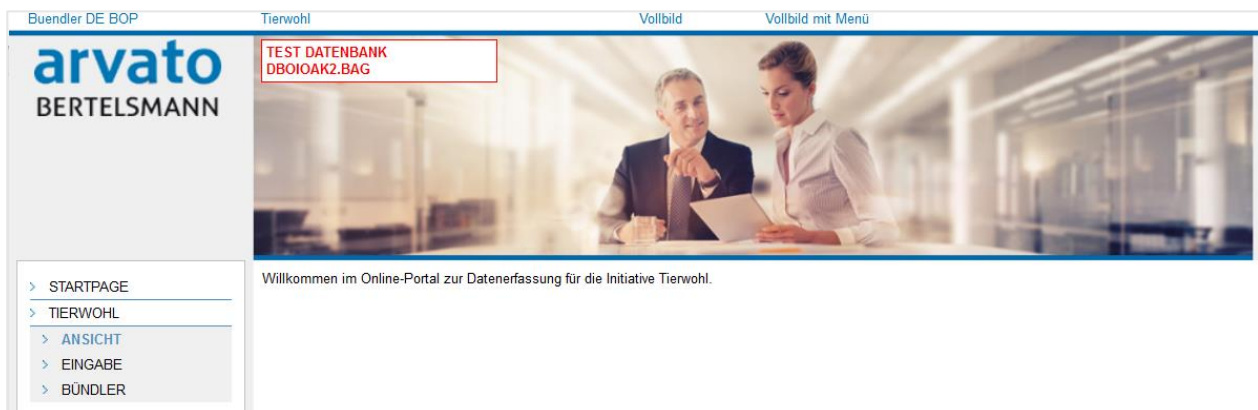 Buendler DE BOP Tierwohl Vollbild Vollbild mit Menü
arvato
BERTELSMANN
TEST DATENBANK
DBOIOAK2.BAG
> STARTPAGE
> TIERWOHL
> ANSICHT
> EINGABE
> BÜNDLER
Willkommen im Online-Portal zur Datenerfassung für die Initiative Tierwohl.